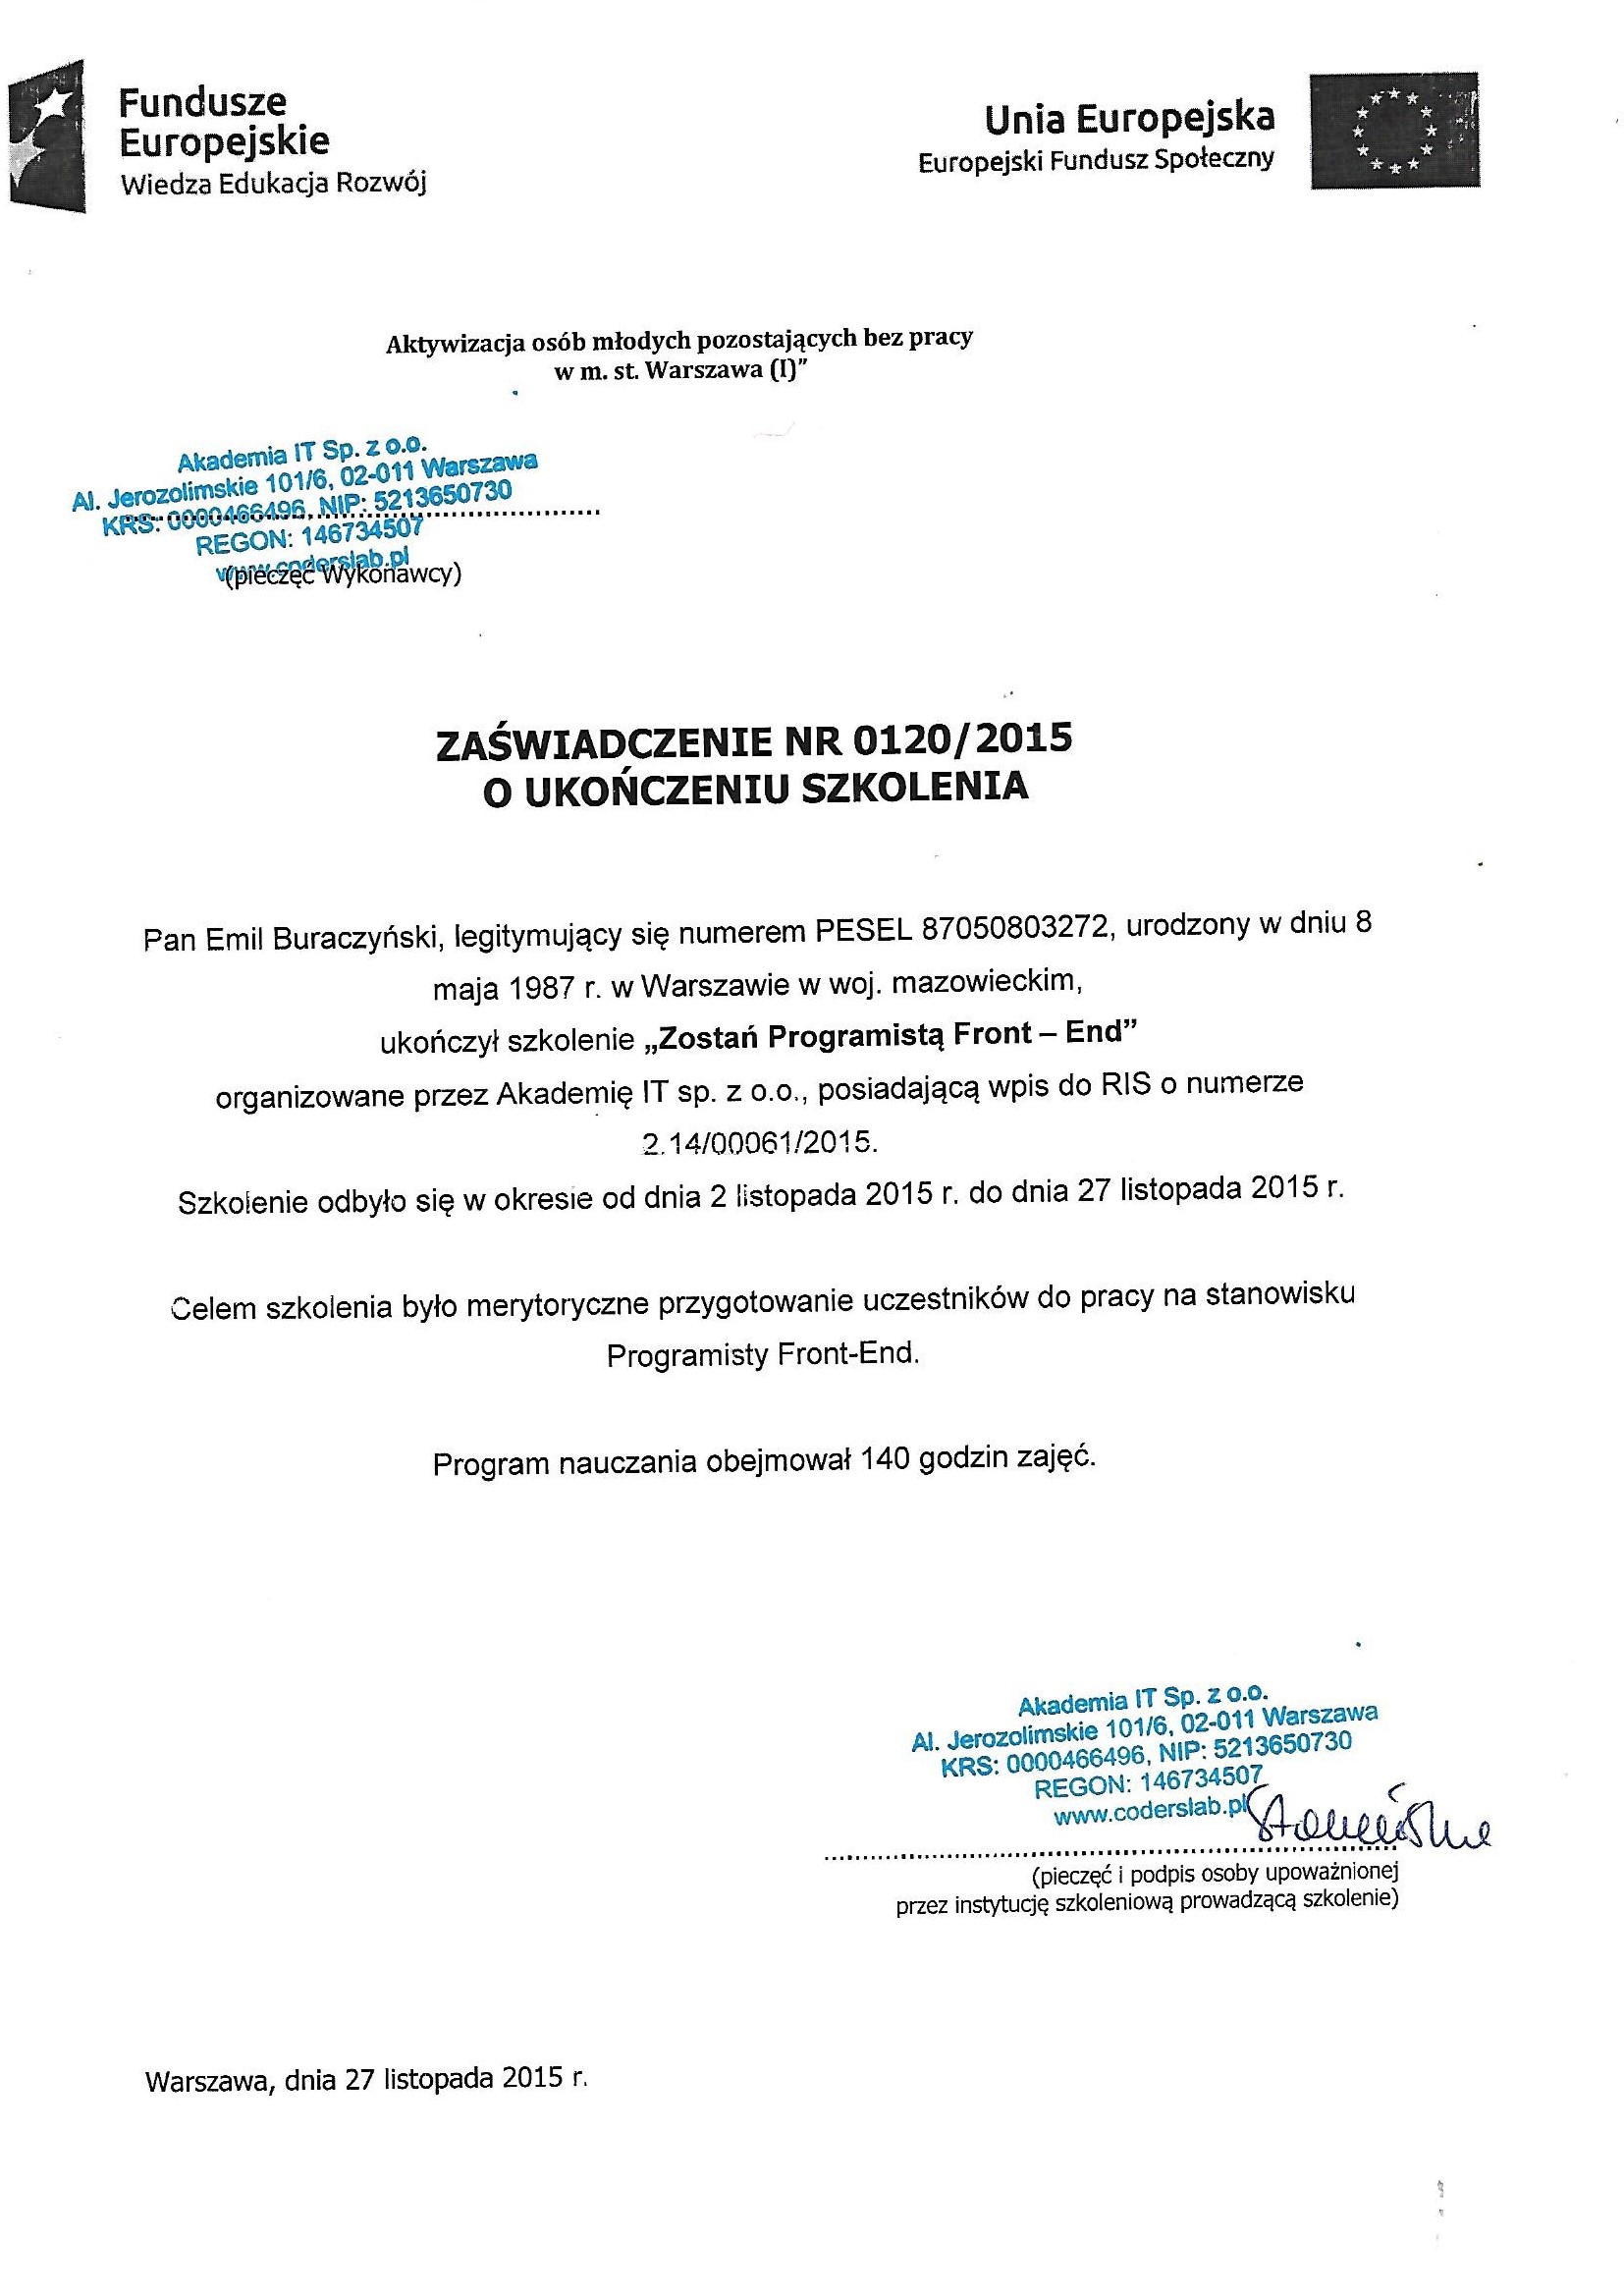 Fundusze
Europejskie
Wiedza Edukacja Rozwój
Unia Europejska
Europejski Fundusz Społeczny
Aktywizacja osób młodych pozostających bez pracy
w m. st. Warszawa (I)”
Akademia IT Sp. z o.o.
Al. Jerozolimskie 101/6, 02-011 Warszawa
KRS: 0000466496, NIP: 5213650730
REGON: 146734507
www.coderslab.pl
(pieczęć Wykonawcy)
ZAŚWIADCZENIE NR 0120/2015
O UKOŃCZENIU SZKOLENIA
Pan Emil Buraczyński, legitymujący się numerem PESEL 87050803272, urodzony w dniu 8
maja 1987 r. w Warszawie w woj. mazowieckim,
ukończył szkolenie „Zostań Programistą Front – End”
organizowane przez Akademię IT sp. z o.o., posiadającą wpis do RIS o numerze
2.14/00061/2015.
Szkolenie odbyło się w okresie od dnia 2 listopada 2015 r. do dnia 27 listopada 2015 r.
Celem szkolenia było merytoryczne przygotowanie uczestników do pracy na stanowisku
Programisty Front-End.
Program nauczania obejmował 140 godzin zajęć.
Akademia IT Sp. z o.o.
Al. Jerozolimskie 101/6, 02-011 Warszawa
KRS: 0000466496, NIP: 5213650730
REGON: 146734507
www.coderslab.pl
(pieczęć i podpis osoby upoważnionej
przez instytucję szkoleniową prowadzącą szkolenie)
Warszawa, dnia 27 listopada 2015 r.